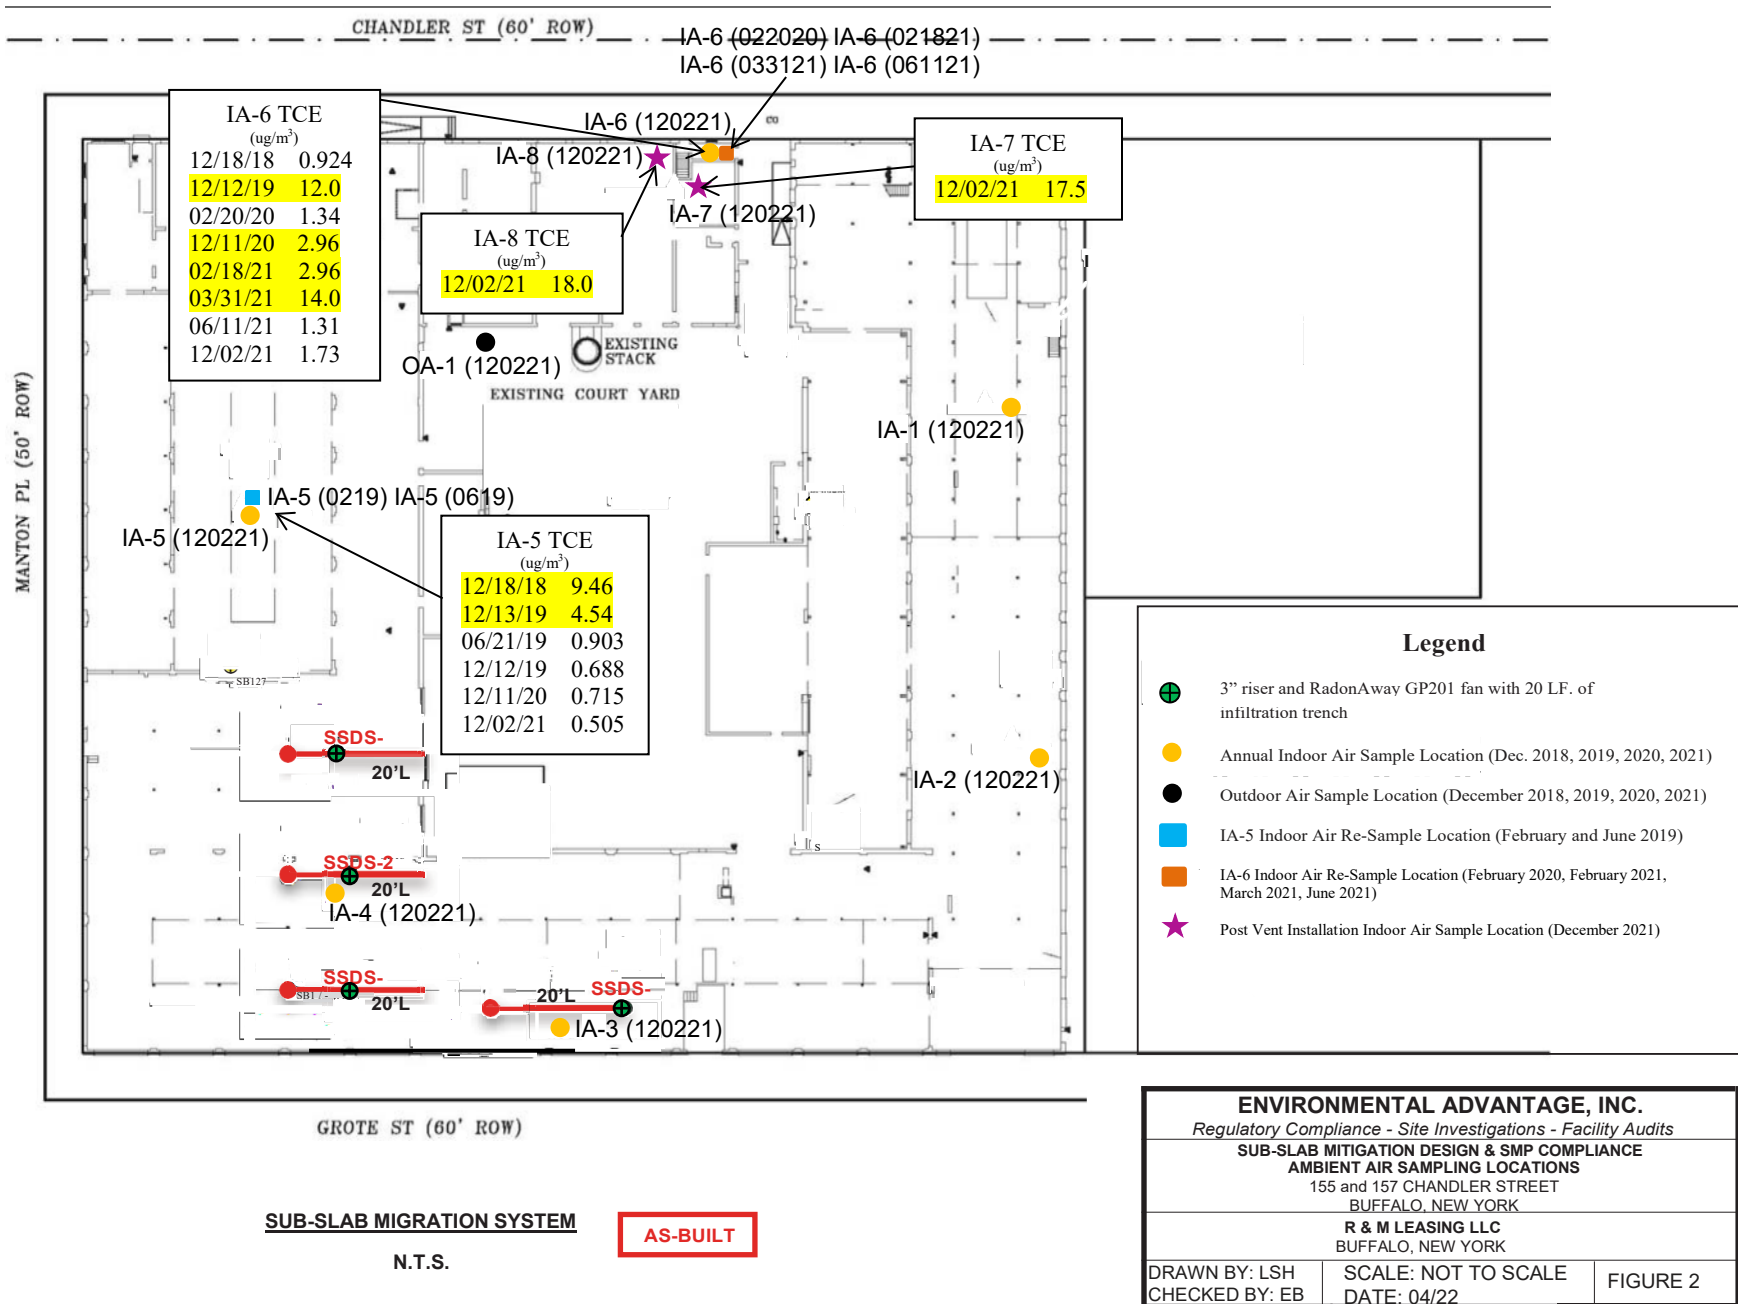 CHANDLER ST (60' ROW)
IA-6 (022020) IA-6 (021821)
IA-6 (033121) IA-6 (061121)
IA-6 TCE
(ug/m³)
12/18/18 0.924
12/12/19 12.0
02/20/20 1.34
12/11/20 2.96
02/18/21 2.96
03/31/21 14.0
06/11/21 1.31
12/02/21 1.73
IA-6 (120221)
CO
IA-8 (120221)
IA-7 TCE
(ug/m³)
12/02/21 17.5
IA-7 (120221)
IA-8 TCE
(ug/m³)
12/02/21 18.0
OA-1 (120221)
EXISTING
STACK
EXISTING COURT YARD
MANTON PL (50' ROW)
IA-1 (120221)
IA-5 (0219) IA-5 (0619)
IA-5 (120221)
IA-5 TCE
(ug/m³)
12/18/18 9.46
12/13/19 4.54
06/21/19 0.903
12/12/19 0.688
12/11/20 0.715
12/02/21 0.505
SB127
SSDS-
20'L
IA-2 (120221)
S
SSDS-2
20'L
IA-4 (120221)
SSDS-
20'L
20'L SSDS-
IA-3 (120221)
GROTE ST (60' ROW)
Legend
3" riser and RadonAway GP201 fan with 20 LF. of
infiltration trench
Annual Indoor Air Sample Location (Dec. 2018, 2019, 2020, 2021)
Outdoor Air Sample Location (December 2018, 2019, 2020, 2021)
IA-5 Indoor Air Re-Sample Location (February and June 2019)
IA-6 Indoor Air Re-Sample Location (February 2020, February 2021,
March 2021, June 2021)
Post Vent Installation Indoor Air Sample Location (December 2021)
SUB-SLAB MIGRATION SYSTEM
N.T.S.
AS-BUILT
ENVIRONMENTAL ADVANTAGE, INC.
Regulatory Compliance - Site Investigations - Facility Audits
SUB-SLAB MITIGATION DESIGN & SMP COMPLIANCE
AMBIENT AIR SAMPLING LOCATIONS
155 and 157 CHANDLER STREET
BUFFALO, NEW YORK
R & M LEASING LLC
BUFFALO, NEW YORK
DRAWN BY: LSH
CHECKED BY: EB
SCALE: NOT TO SCALE
DATE: 04/22
FIGURE 2